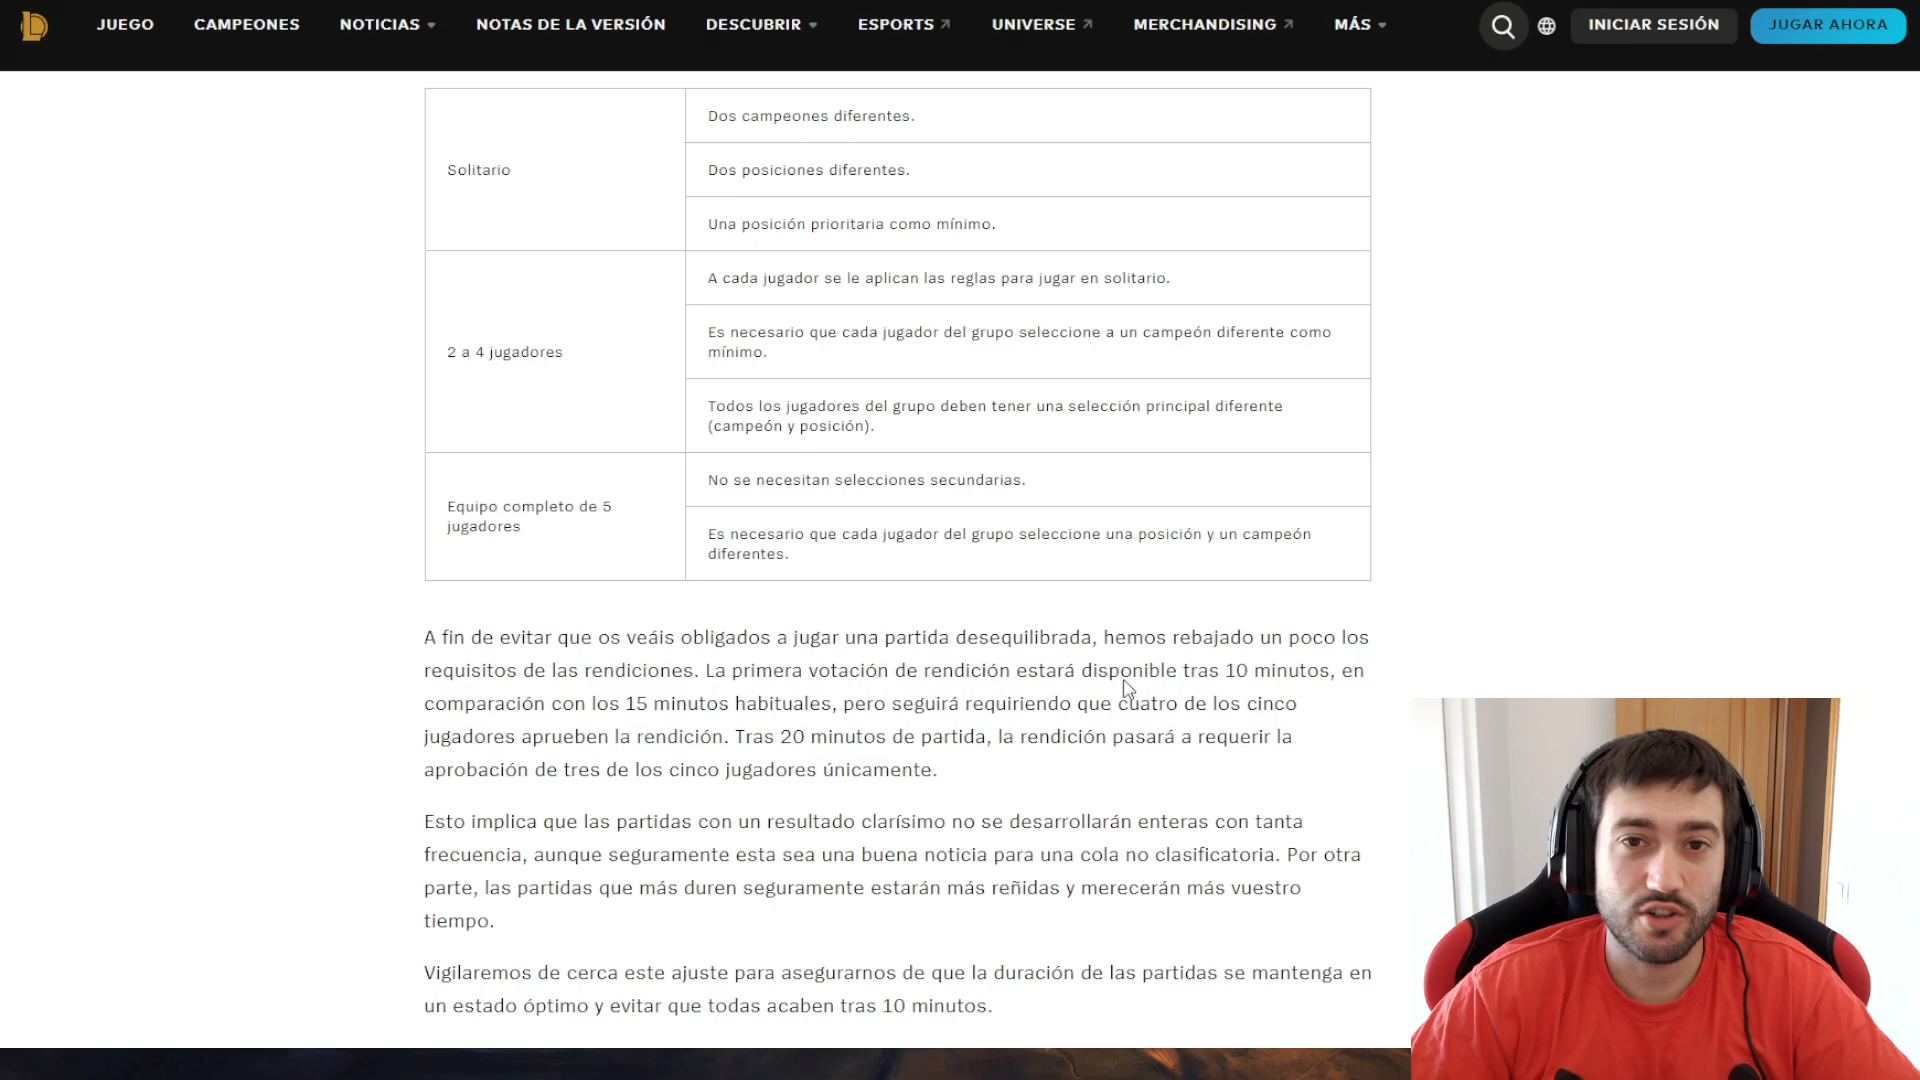 JUEGO CAMPEONES NOTICIAS NOTAS DE LA VERSIÓN DESCUBRIR ESPORTS UNIVERSE MERCHANDISING MÁS INICIAR SESIÓN JUGAR AHORA
Solitario
Dos campeones diferentes.
Dos posiciones diferentes.
Una posición prioritaria como mínimo.
2 a 4 jugadores
A cada jugador se le aplican las reglas para jugar en solitario.
Es necesario que cada jugador del grupo seleccione a un campeón diferente como
mínimo.
Todos los jugadores del grupo deben tener una selección principal diferente
(campeón y posición).
Equipo completo de 5
jugadores
No se necesitan selecciones secundarias.
Es necesario que cada jugador del grupo seleccione una posición y un campeón
diferentes.
A fin de evitar que os veáis obligados a jugar una partida desequilibrada, hemos rebajado un poco los
requisitos de las rendiciones. La primera votación de rendición estará disponible tras 10 minutos, en
comparación con los 15 minutos habituales, pero seguirá requiriendo que cuatro de los cinco
jugadores aprueben la rendición. Tras 20 minutos de partida, la rendición pasará a requerir la
aprobación de tres de los cinco jugadores únicamente.
Esto implica que las partidas con un resultado clarísimo no se desarrollarán enteras con tanta
frecuencia, aunque seguramente esta sea una buena noticia para una cola no clasificatoria. Por otra
parte, las partidas que más duren seguramente estarán más reñidas y merecerán más vuestro
tiempo.
Vigilaremos de cerca este ajuste para asegurarnos de que la duración de las partidas se mantenga en
un estado óptimo y evitar que todas acaben tras 10 minutos.